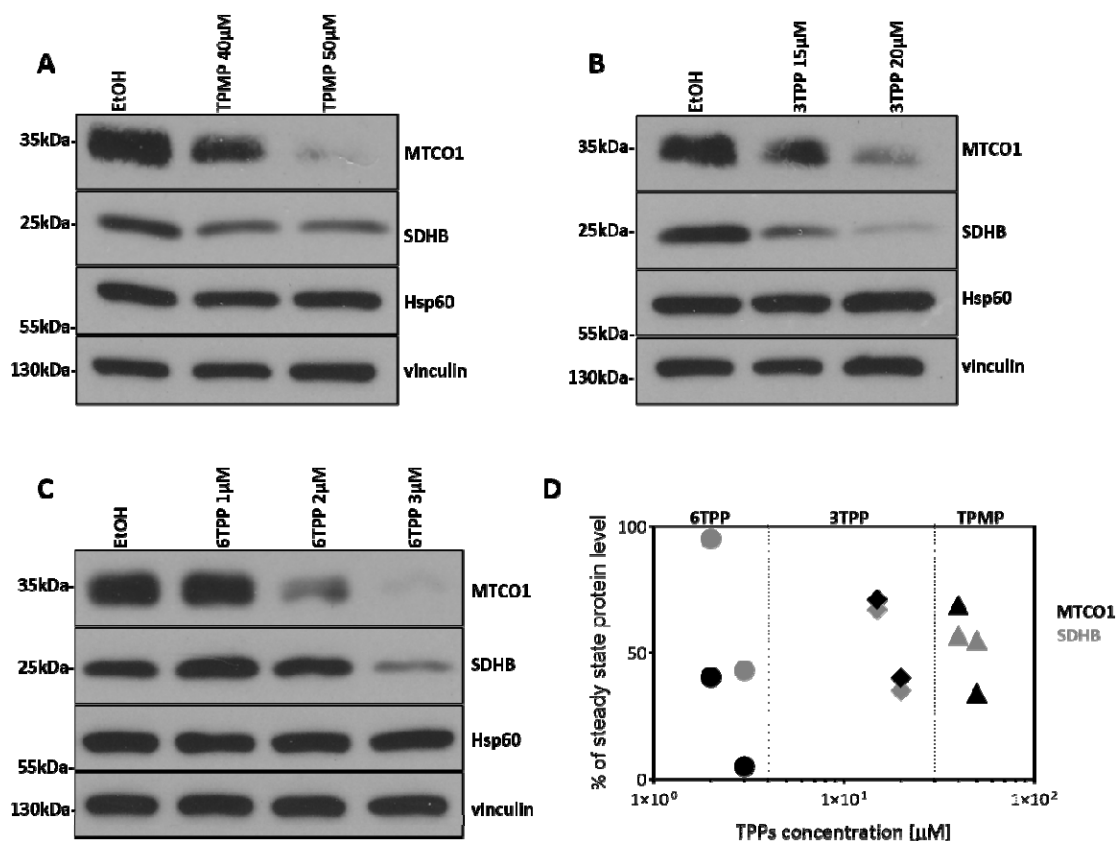 A
EtOH
TPMP 40µM
TPMP 50µM
35kDa-
MTCO1
25kDa-
SDHB
Hsp60
55kDa-
130kDa-
vinculin
B
EtOH
3TPP 15µM
3TPP 20µM
35kDa-
MTCO1
25kDa-
SDHB
Hsp60
55kDa-
130kDa-
vinculin
C
EtOH
6TPP 1µM
6TPP 2µM
6TPP 3µM
35kDa-
MTCO1
25kDa-
SDHB
Hsp60
55kDa-
130kDa-
vinculin
D
6TPP 3TPP TPMP
% of steady state protein level
100
50
0
1×10⁰ 1×10¹ 1×10²
TPPs concentration [µM]
MTCO1
SDHB